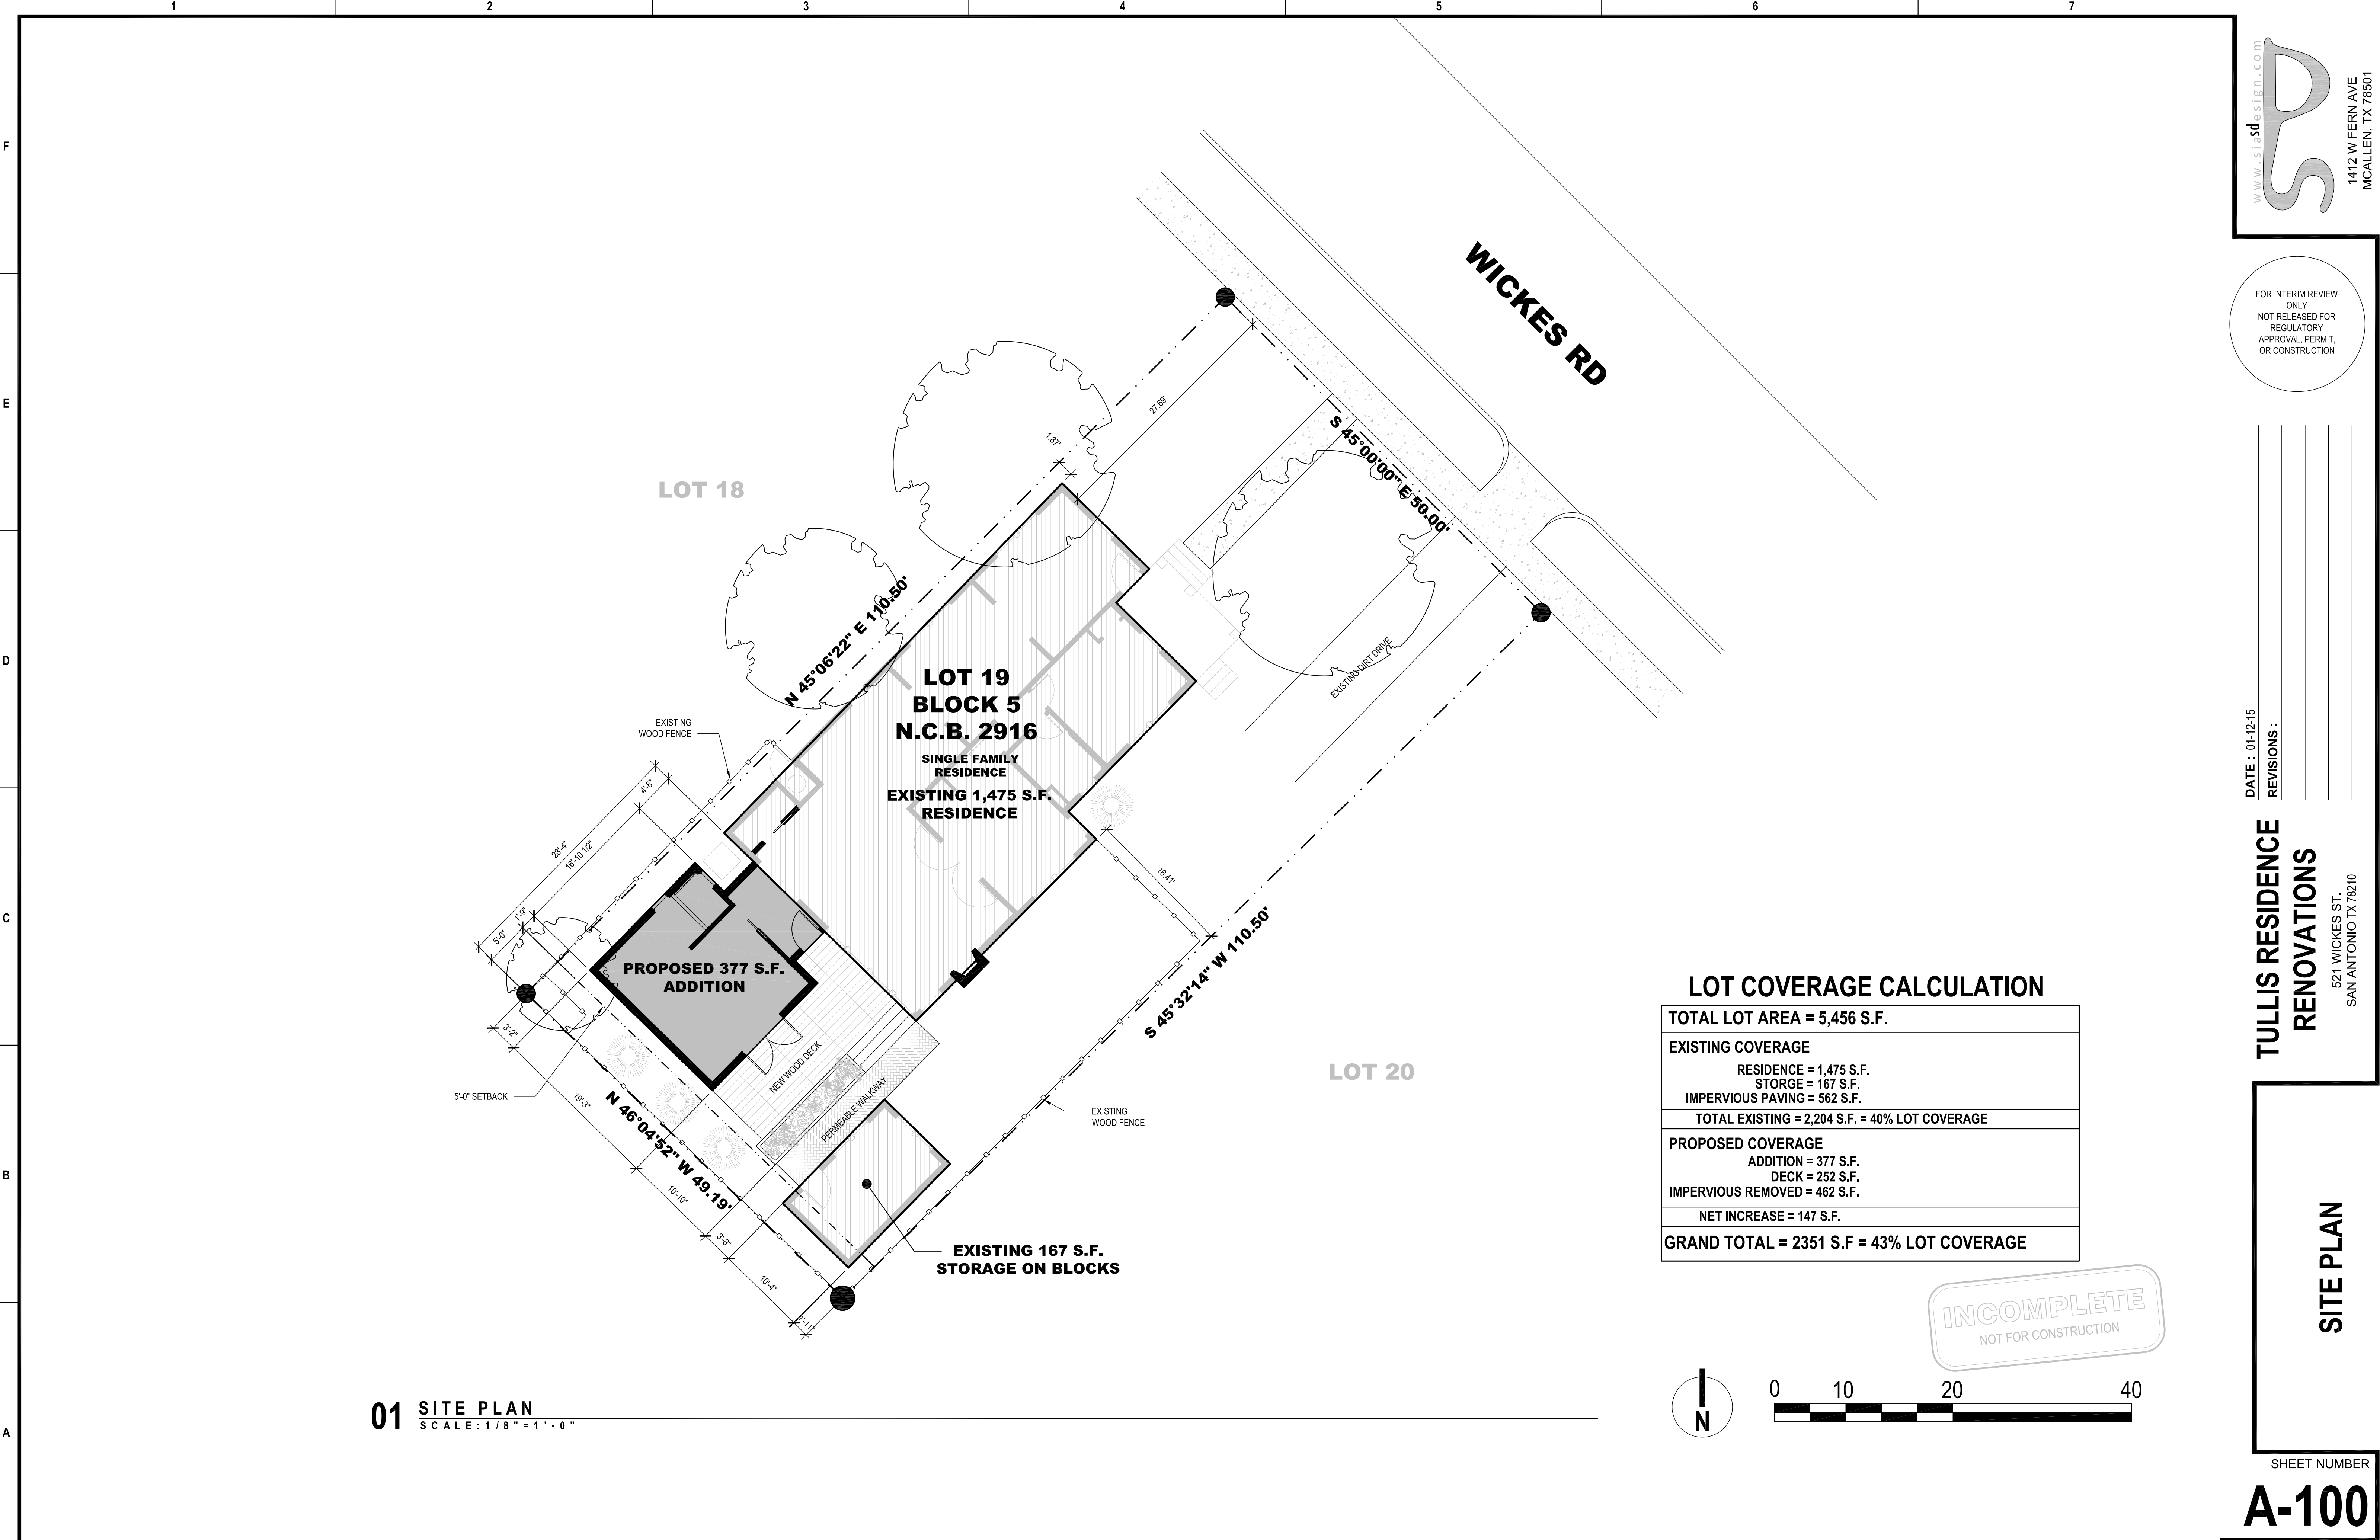 1 2 3 4 5 6 7
F
E
D
C
B
A
WICKES RD
27.69'
1.87'
S 45°00'00" E 50.00'
LOT 18
N 45°06'22" E 110.50'
EXISTING DIRT DRIVE
LOT 19
BLOCK 5
N.C.B. 2916
SINGLE FAMILY
RESIDENCE
EXISTING 1,475 S.F.
RESIDENCE
EXISTING
WOOD FENCE
4'-8"
28'-4"
16'-10 1/2"
1'-9"
5'-0"
16.41'
S 45°32'14" W 110.50'
PROPOSED 377 S.F.
ADDITION
3'-2"
5'-0" SETBACK
19'-3"
N 46°04'52" W 49.19'
NEW WOOD DECK
PERMEABLE WALKWAY
LOT 20
EXISTING
WOOD FENCE
10'-10"
3'-8"
10'-4"
EXISTING 167 S.F.
STORAGE ON BLOCKS
01 SITE PLAN
SCALE:1/8"=1'-0"
LOT COVERAGE CALCULATION
TOTAL LOT AREA = 5,456 S.F.
EXISTING COVERAGE
RESIDENCE = 1,475 S.F.
STORGE = 167 S.F.
IMPERVIOUS PAVING = 562 S.F.
TOTAL EXISTING = 2,204 S.F. = 40% LOT COVERAGE
PROPOSED COVERAGE
ADDITION = 377 S.F.
DECK = 252 S.F.
IMPERVIOUS REMOVED = 462 S.F.
NET INCREASE = 147 S.F.
GRAND TOTAL = 2351 S.F = 43% LOT COVERAGE
INCOMPLETE
NOT FOR CONSTRUCTION
N
0 10 20 40
www.siasdesign.com
1412 W FERN AVE
MCALLEN, TX 78501
FOR INTERIM REVIEW
ONLY
NOT RELEASED FOR
REGULATORY
APPROVAL, PERMIT,
OR CONSTRUCTION
DATE : 01-12-15
REVISIONS :
TULLIS RESIDENCE
RENOVATIONS
521 WICKES ST.
SAN ANTONIO TX 78210
SITE PLAN
SHEET NUMBER
A-100